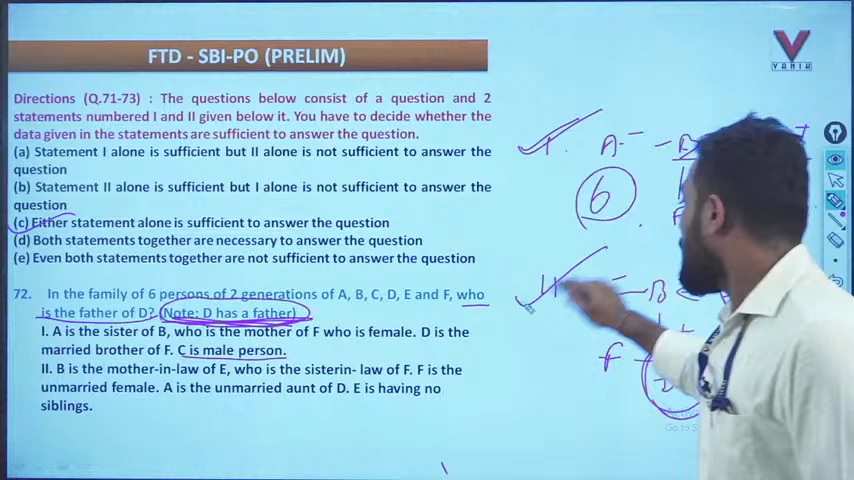 FTD - SBI-PO (PRELIM)
VANIK
Directions (Q.71-73) : The questions below consist of a question and 2
statements numbered I and II given below it. You have to decide whether the
data given in the statements are sufficient to answer the question.
(a) Statement I alone is sufficient but II alone is not sufficient to answer the
question
(b) Statement II alone is sufficient but I alone is not sufficient to answer the
question
(c) Either statement alone is sufficient to answer the question
(d) Both statements together are necessary to answer the question
(e) Even both statements together are not sufficient to answer the question
72. In the family of 6 persons of 2 generations of A, B, C, D, E and F, who
is the father of D? (Note: D has a father)
I. A is the sister of B, who is the mother of F who is female. D is the
married brother of F. C is male person.
II. B is the mother-in-law of E, who is the sisterin- law of F. F is the
unmarried female. A is the unmarried aunt of D. E is having no
siblings.
I. A - - B
6
II - B
F
D
Go to S